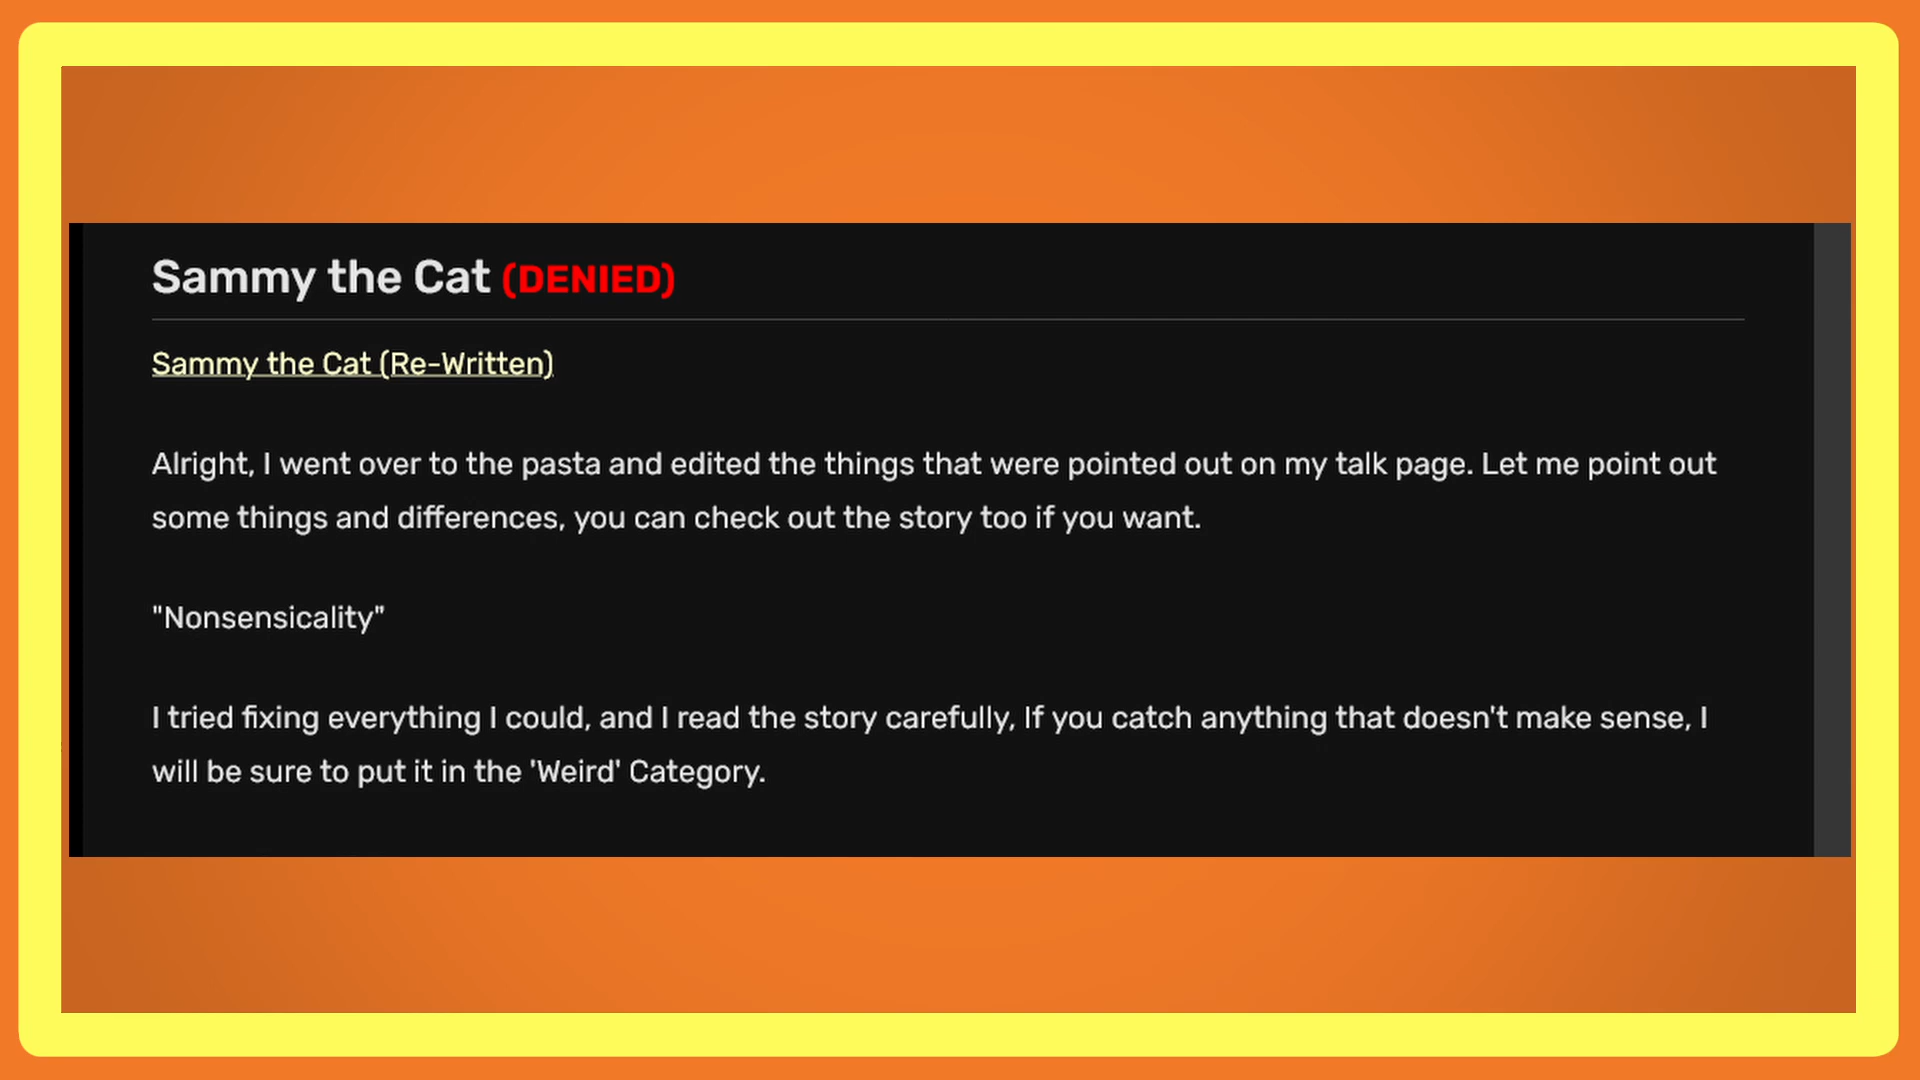 Sammy the Cat (DENIED)
Sammy the Cat (Re-Written)
Alright, I went over to the pasta and edited the things that were pointed out on my talk page. Let me point out
some things and differences, you can check out the story too if you want.
"Nonsensicality"
I tried fixing everything I could, and I read the story carefully, If you catch anything that doesn't make sense, I
will be sure to put it in the 'Weird' Category.